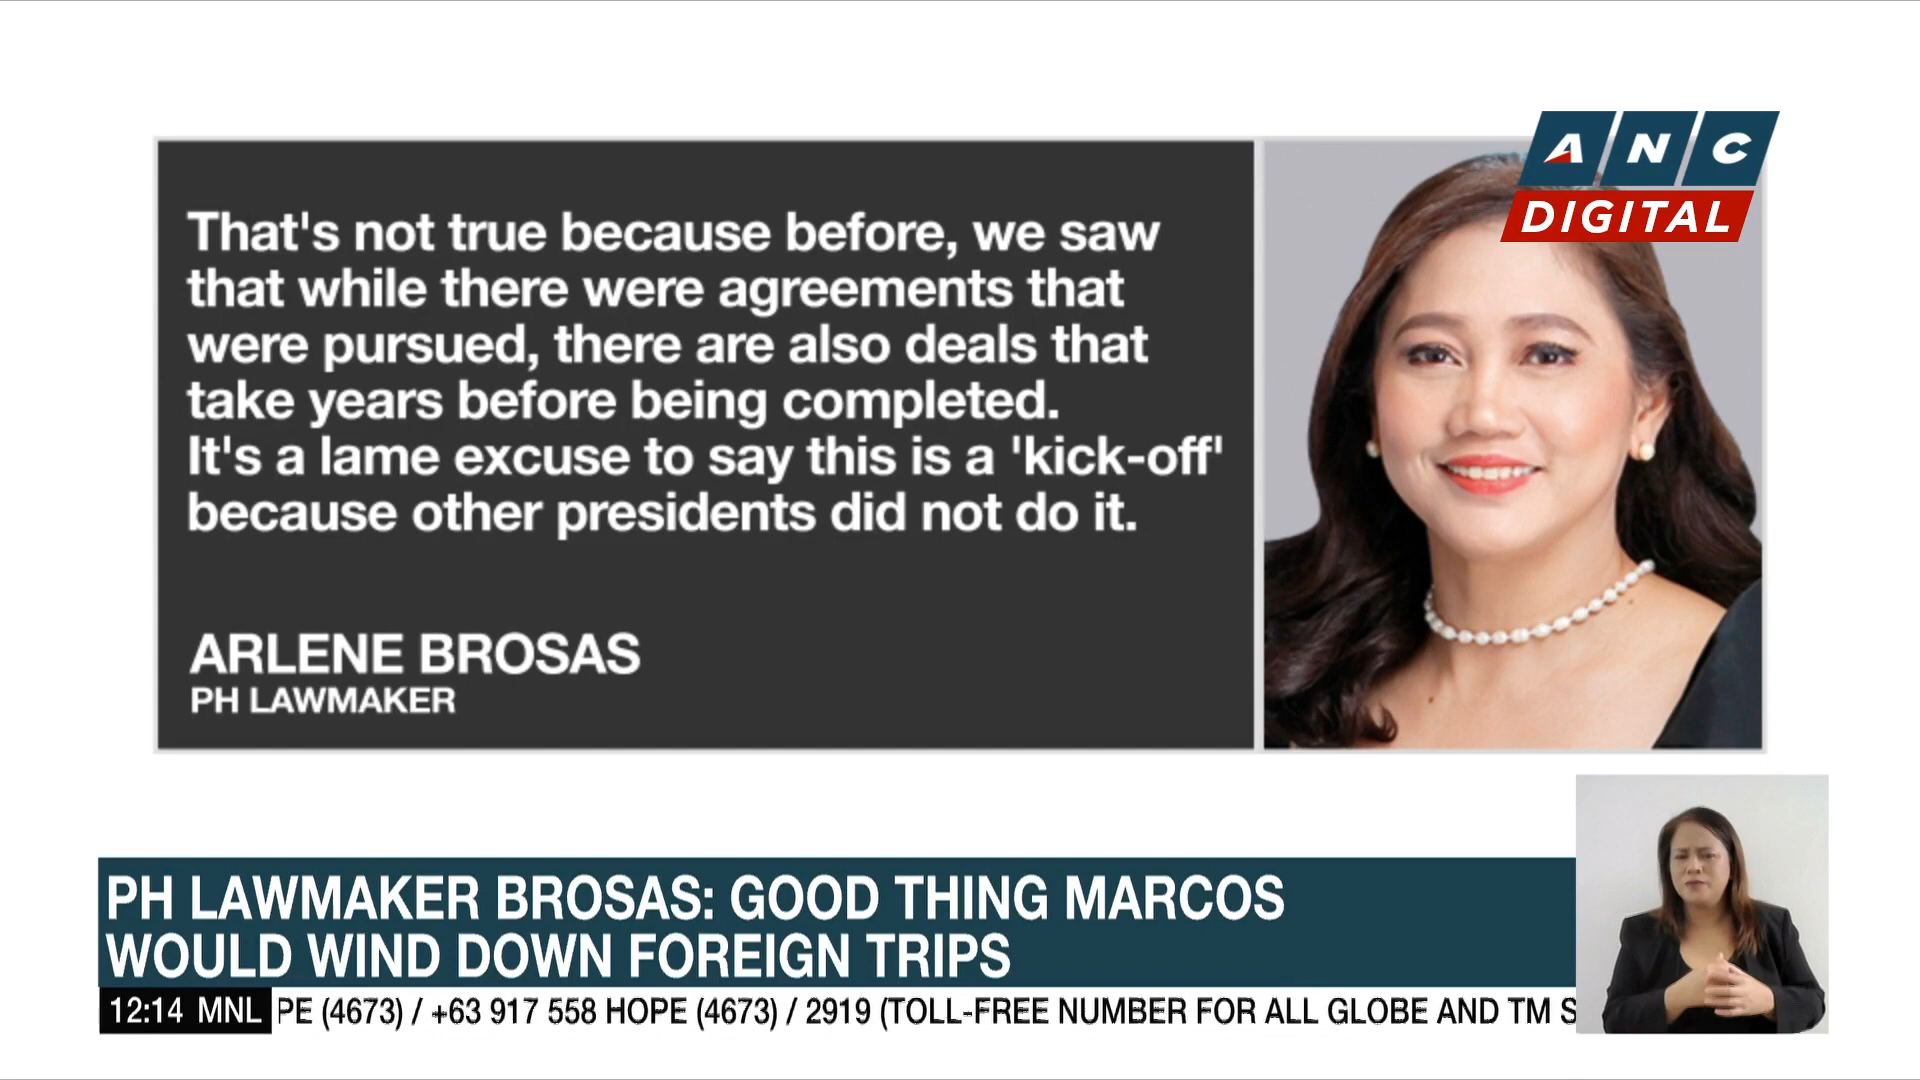 ANC
DIGITAL
That's not true because before, we saw
that while there were agreements that
were pursued, there are also deals that
take years before being completed.
It's a lame excuse to say this is a 'kick-off'
because other presidents did not do it.
ARLENE BROSAS
PH LAWMAKER
PH LAWMAKER BROSAS: GOOD THING MARCOS
WOULD WIND DOWN FOREIGN TRIPS
12:14 MNL PE (4673) / +63 917 558 HOPE (4673) / 2919 (TOLL-FREE NUMBER FOR ALL GLOBE AND TM S